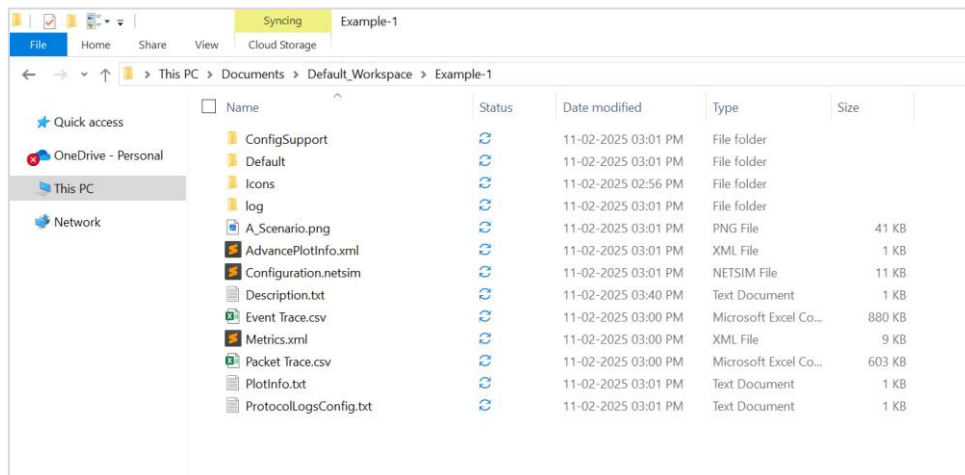 Syncing Example-1
File Home Share View Cloud Storage
This PC > Documents > Default_Workspace > Example-1
Quick access
OneDrive - Personal
This PC
Network
Name Status Date modified Type Size
ConfigSupport 11-02-2025 03:01 PM File folder
Default 11-02-2025 03:01 PM File folder
Icons 11-02-2025 02:56 PM File folder
log 11-02-2025 03:01 PM File folder
A_Scenario.png 11-02-2025 03:01 PM PNG File 41 KB
AdvancePlotInfo.xml 11-02-2025 03:01 PM XML File 1 KB
Configuration.netsim 11-02-2025 03:01 PM NETSIM File 11 KB
Description.txt 11-02-2025 03:40 PM Text Document 1 KB
Event Trace.csv 11-02-2025 03:00 PM Microsoft Excel Co... 880 KB
Metrics.xml 11-02-2025 03:00 PM XML File 9 KB
Packet Trace.csv 11-02-2025 03:00 PM Microsoft Excel Co... 603 KB
PlotInfo.txt 11-02-2025 03:01 PM Text Document 1 KB
ProtocolLogsConfig.txt 11-02-2025 03:01 PM Text Document 1 KB